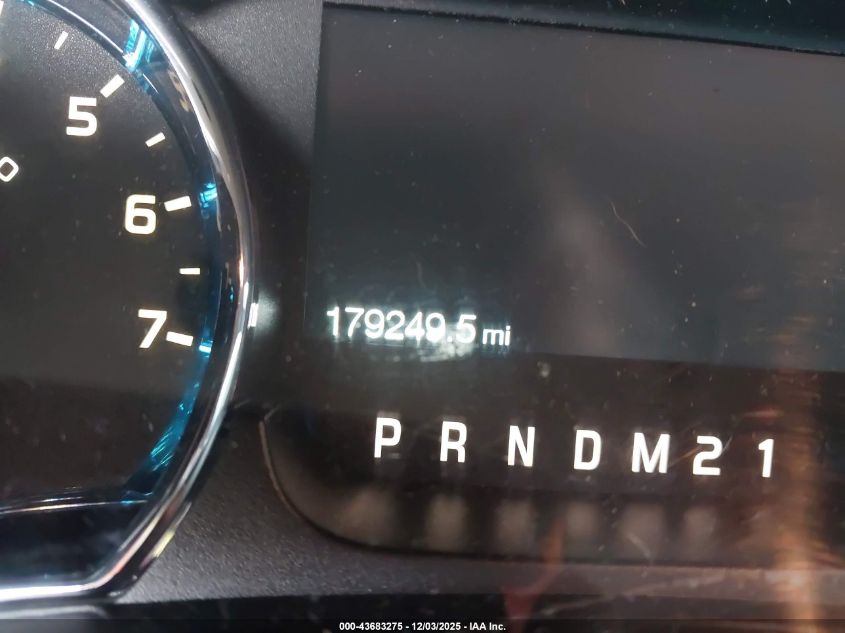 5
6
7
179249.5 mi
P R N D M 2 1
000-43683275 - 12/03/2025 - IAA Inc.